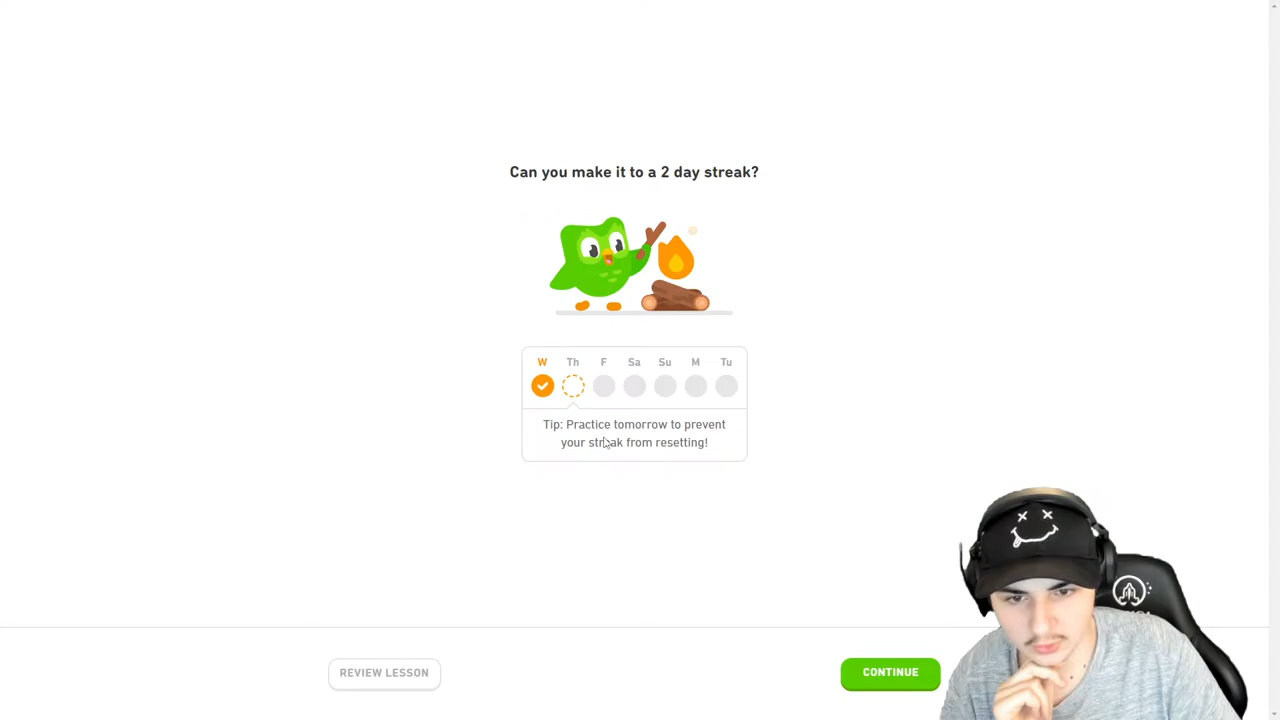 Can you make it to a 2 day streak?
W Th F Sa Su M Tu
Tip: Practice tomorrow to prevent
your streak from resetting!
REVIEW LESSON
CONTINUE